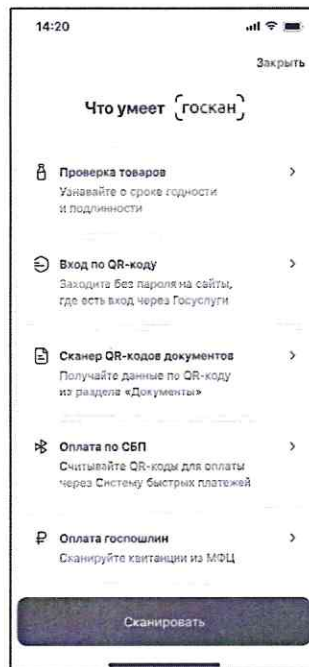 14:20
Закрыть
Что умеет госкан
Проверка товаров
Узнавайте о сроке годности
и подлинности
Вход по QR-коду
Заходите без пароля на сайты,
где есть вход через Госуслуги
Сканер QR-кодов документов
Получайте данные по QR-коду
из раздела «Документы»
Оплата по СБП
Считывайте QR-коды для оплаты
через Систему быстрых платежей
Оплата госпошлин
Сканируйте квитанции из МФЦ
Сканировать